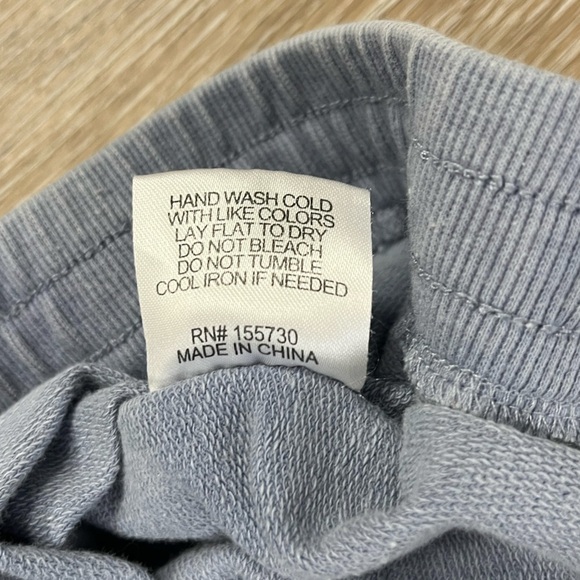 HAND WASH COLD
WITH LIKE COLORS
LAY FLAT TO DRY
DO NOT BLEACH
DO NOT TUMBLE
COOL IRON IF NEEDED
RN# 155730
MADE IN CHINA